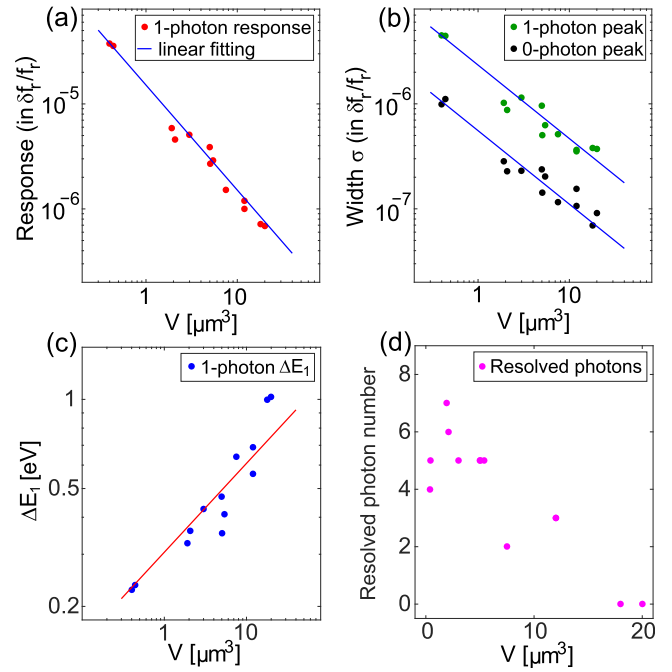 (a)
1-photon response
linear fitting
Response (in δfr/fr)
10⁻⁵
10⁻⁶
1
10
V [μm³]
(b)
1-photon peak
0-photon peak
Width σ (in δfr/fr)
10⁻⁶
10⁻⁷
1
10
V [μm³]
(c)
1-photon ΔE₁
ΔE₁ [eV]
1
0.5
0.2
1
10
V [μm³]
(d)
Resolved photons
Resolved photon number
8
6
4
2
0
0
10
20
V [μm³]